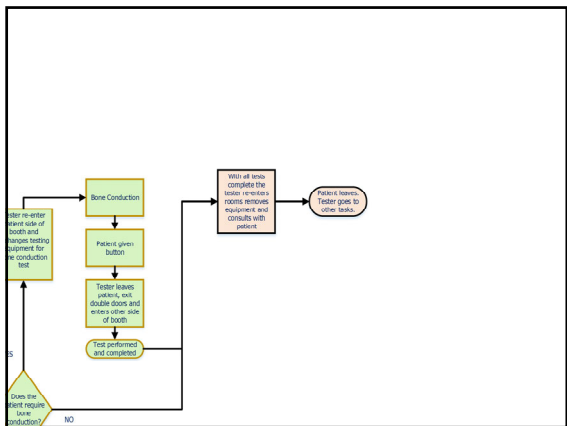 With all tests
complete the
tester re-enters
rooms removes
equipment and
consults with
patient
Patient leaves.
Tester goes to
other tasks.
Bone Conduction
ester re-enter
atient side of
booth and
hanges testing
quipment for
ne conduction
test
Patient given
button
Tester leaves
patient, exit
double doors and
enters other side
of booth
Test performed
and completed
ES
Does the
atient require
bone
onduction?
NO